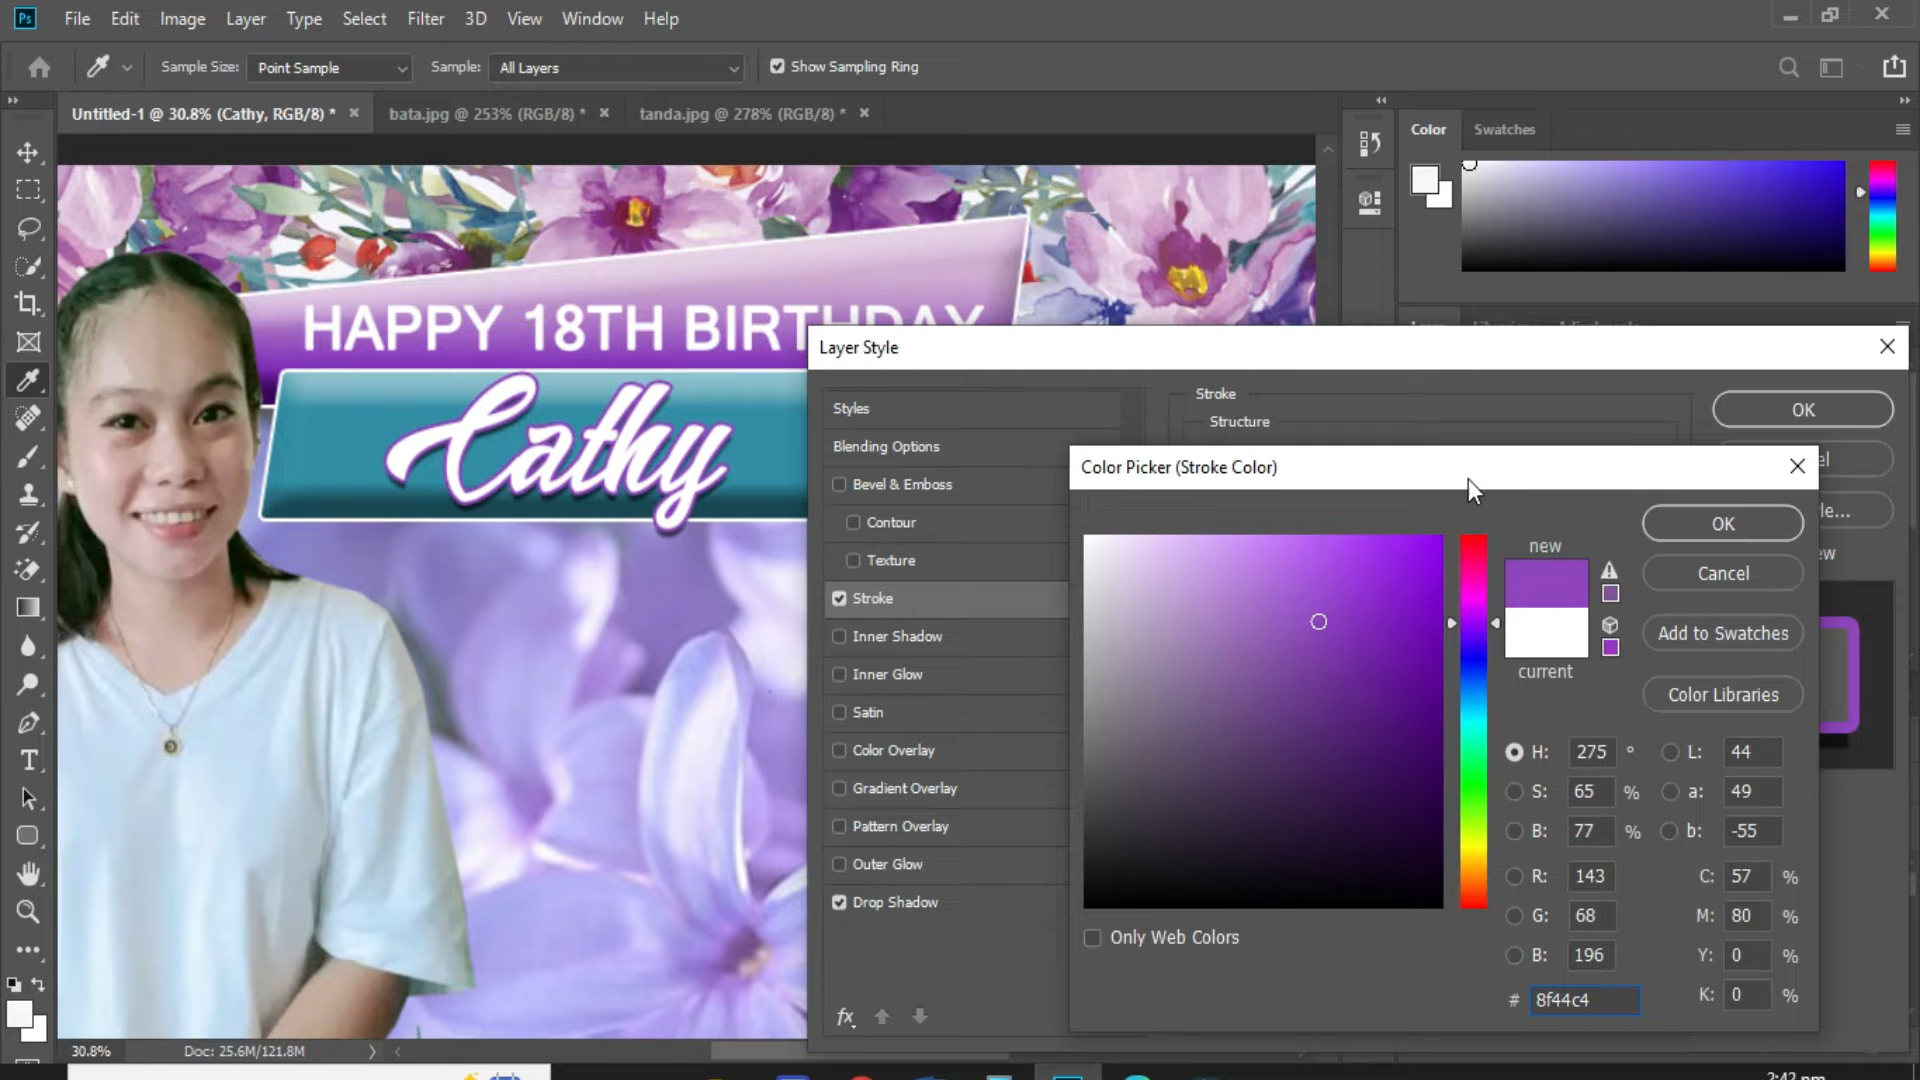 Ps File Edit Image Layer Type Select Filter 3D View Window Help
Sample Size: Point Sample Sample: All Layers Show Sampling Ring
Untitled-1 @ 30.8% (Cathy, RGB/8) * bata.jpg @ 253% (RGB/8) * tanda.jpg @ 278% (RGB/8) *
Color Swatches
HAPPY 18TH BIRTHDAY
Cathy
Layer Style
Styles
Blending Options
Bevel & Emboss
Contour
Texture
Stroke
Inner Shadow
Inner Glow
Satin
Color Overlay
Gradient Overlay
Pattern Overlay
Outer Glow
Drop Shadow
fx
Stroke
Structure
OK
Color Picker (Stroke Color)
new
current
OK
Cancel
Add to Swatches
Color Libraries
H: 275 ° L: 44
S: 65 % a: 49
B: 77 % b: -55
R: 143 C: 57 %
G: 68 M: 80 %
B: 196 Y: 0 %
# 8f44c4 K: 0 %
Only Web Colors
30.8% Doc: 25.6M/121.8M
2:42 pm